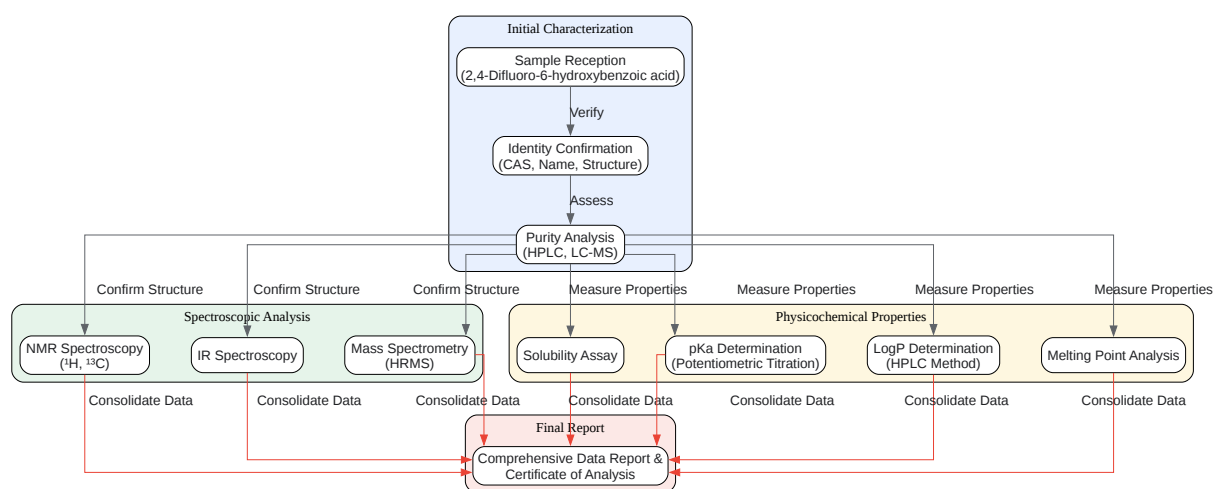 Initial Characterization
Sample Reception
(2,4-Difluoro-6-hydroxybenzoic acid)
Verify
Identity Confirmation
(CAS, Name, Structure)
Assess
Purity Analysis
(HPLC, LC-MS)
Confirm Structure
Confirm Structure
Confirm Structure
Measure Properties
Measure Properties
Measure Properties
Measure Properties
Spectroscopic Analysis
Physicochemical Properties
NMR Spectroscopy
(¹H, ¹³C)
IR Spectroscopy
Mass Spectrometry
(HRMS)
Solubility Assay
pKa Determination
(Potentiometric Titration)
LogP Determination
(HPLC Method)
Melting Point Analysis
Consolidate Data
Consolidate Data
Consolidate Data
Consolidate Data
Consolidate Data
Consolidate Data
Consolidate Data
Final Report
Comprehensive Data Report &
Certificate of Analysis